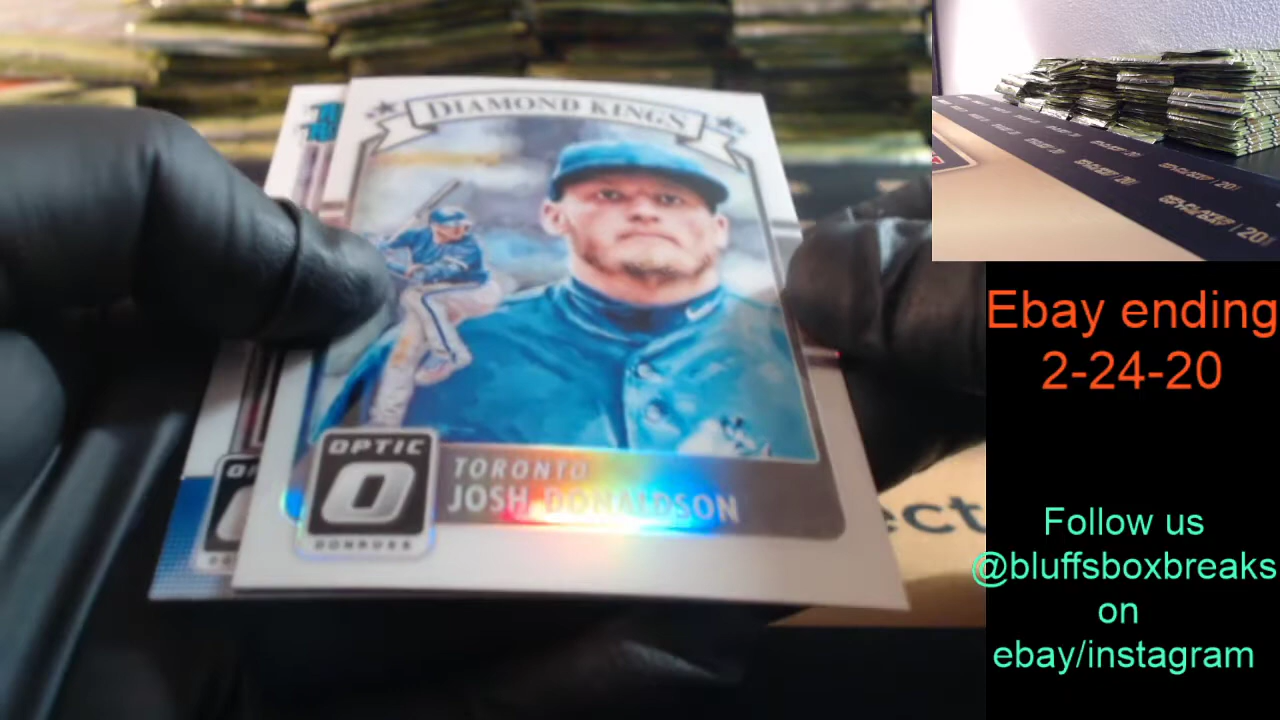 DIAMOND KINGS
OPTIC
DONRUSS
TORONTO
JOSH DONALDSON
Ebay ending
2-24-20
Follow us
@bluffsboxbreaks
on
ebay/instagram